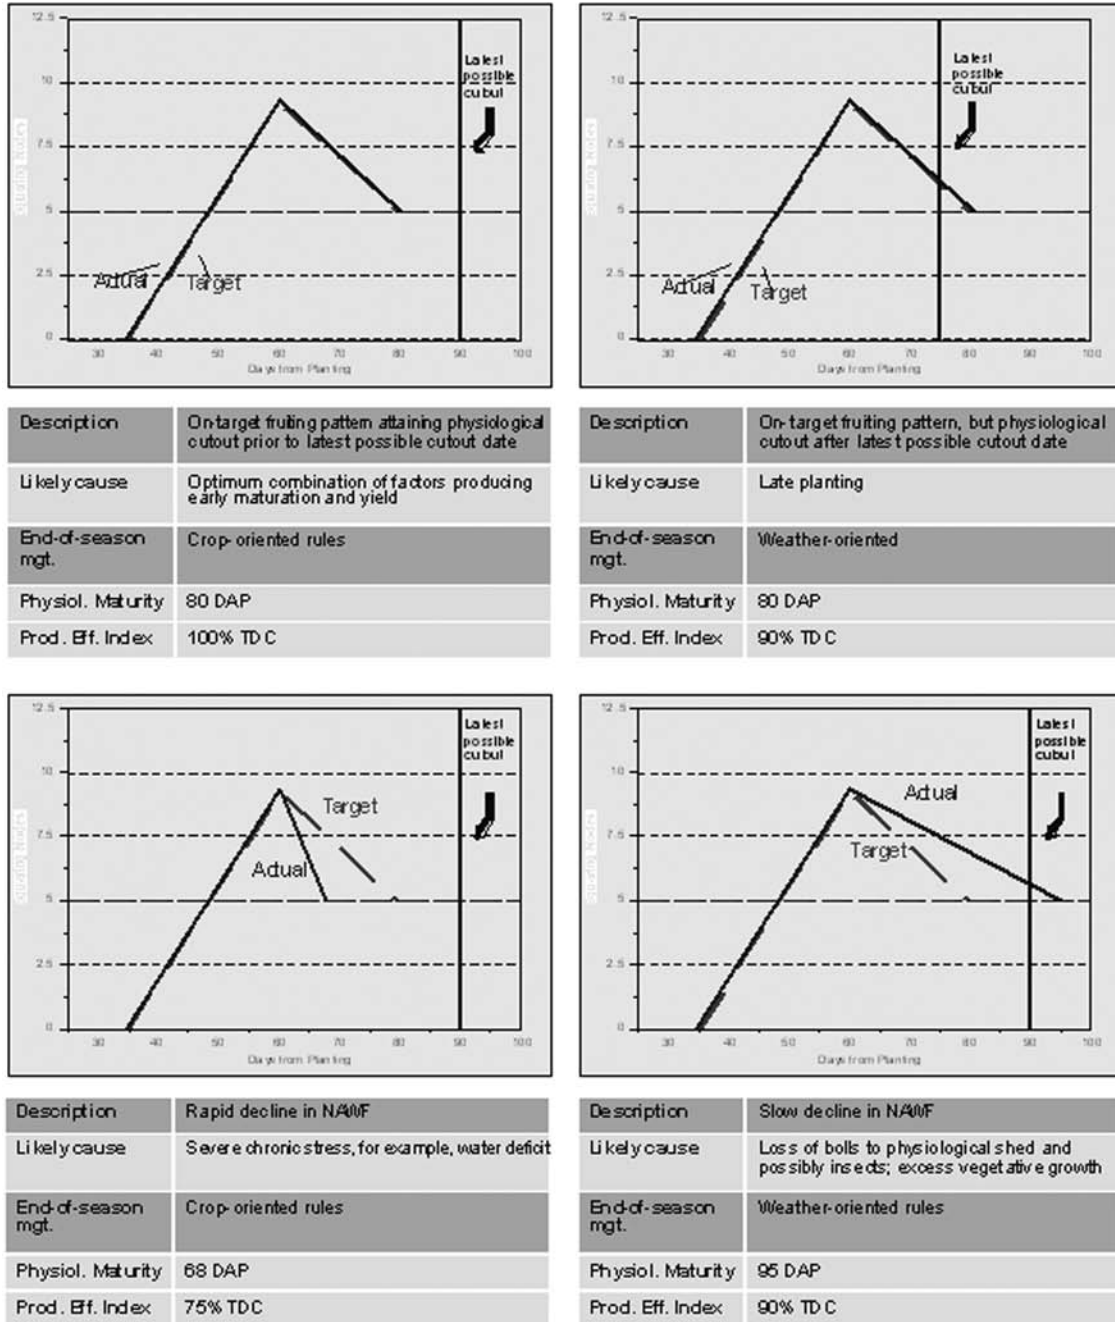 12.5
10
7.5
5
2.5
0
Latest
possible
Actual
Target
30 40 50 60 70 80 90 100
Days from Planting
Description On-target fruiting pattern attaining physiological
cutout prior to latest possible cutout date
Likely cause Optimum combination of factors producing
early maturation and yield
End-of-season Crop-oriented rules
mgt.
Physiol. Maturity 80 DAP
Prod. Eff. Index 100% TDC
12.5
10
7.5
5
2.5
0
Latest
possible
Actual
Target
30 40 50 60 70 80 90 100
Days from Planting
Description On-target fruiting pattern, but physiological
cutout after latest possible cutout date
Likely cause Late planting
End-of-season Weather-oriented
mgt.
Physiol. Maturity 80 DAP
Prod. Eff. Index 90% TDC
12.5
10
7.5
5
2.5
0
Latest
possible
Target
Actual
30 40 50 60 70 80 90 100
Days from Planting
Description Rapid decline in NAWF
Likely cause Severe chronic stress, for example, water deficit
End-of-season Crop-oriented rules
mgt.
Physiol. Maturity 68 DAP
Prod. Eff. Index 75% TDC
12.5
10
7.5
5
2.5
0
Latest
possible
Actual
Target
30 40 50 60 70 80 90 100
Days from Planting
Description Slow decline in NAWF
Likely cause Loss of bolls to physiological shed and
possibly insects; excess vegetative growth
End-of-season Weather-oriented rules
mgt.
Physiol. Maturity 95 DAP
Prod. Eff. Index 90% TDC